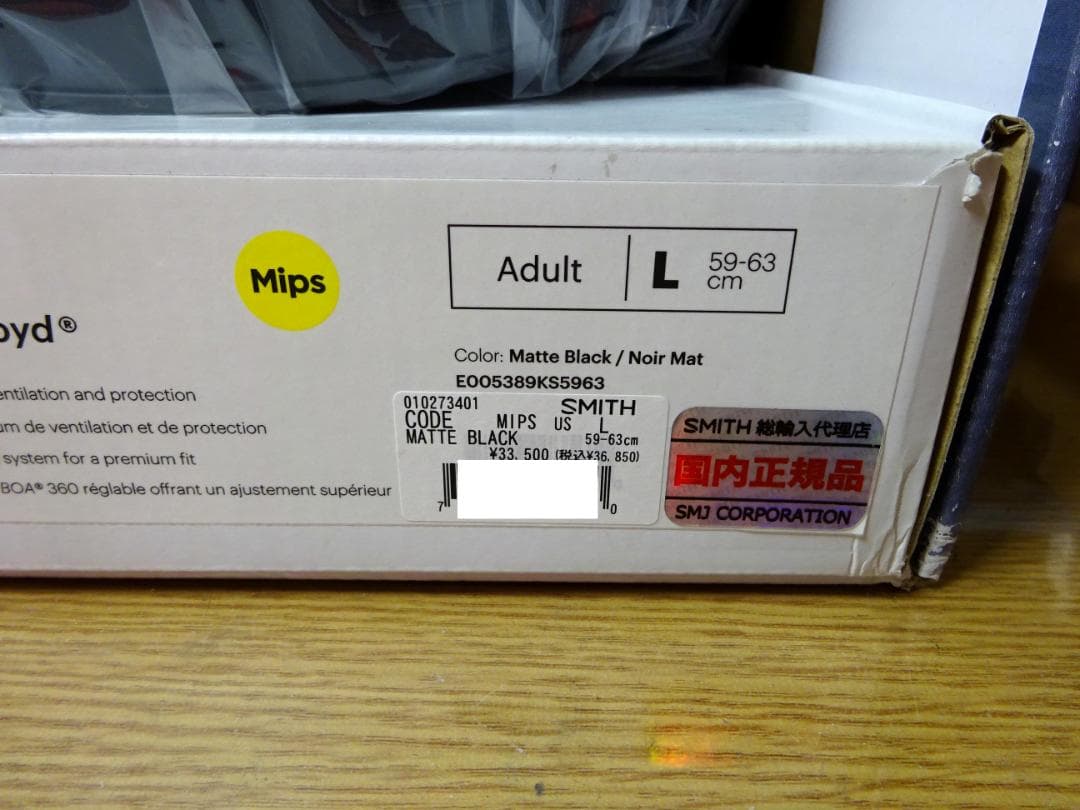 Mips
Adult L 59-63 cm
oyd®
Color: Matte Black / Noir Mat
E005389KS5963
entilation and protection
um de ventilation et de protection
system for a premium fit
BOA® 360 réglable offrant un ajustement supérieur
010273401 SMITH
CODE MIPS US L
MATTE BLACK 59-63cm
¥33,500 (税込¥36,850)
7 0
SMITH 総輸入代理店
国内正規品
SMJ CORPORATION